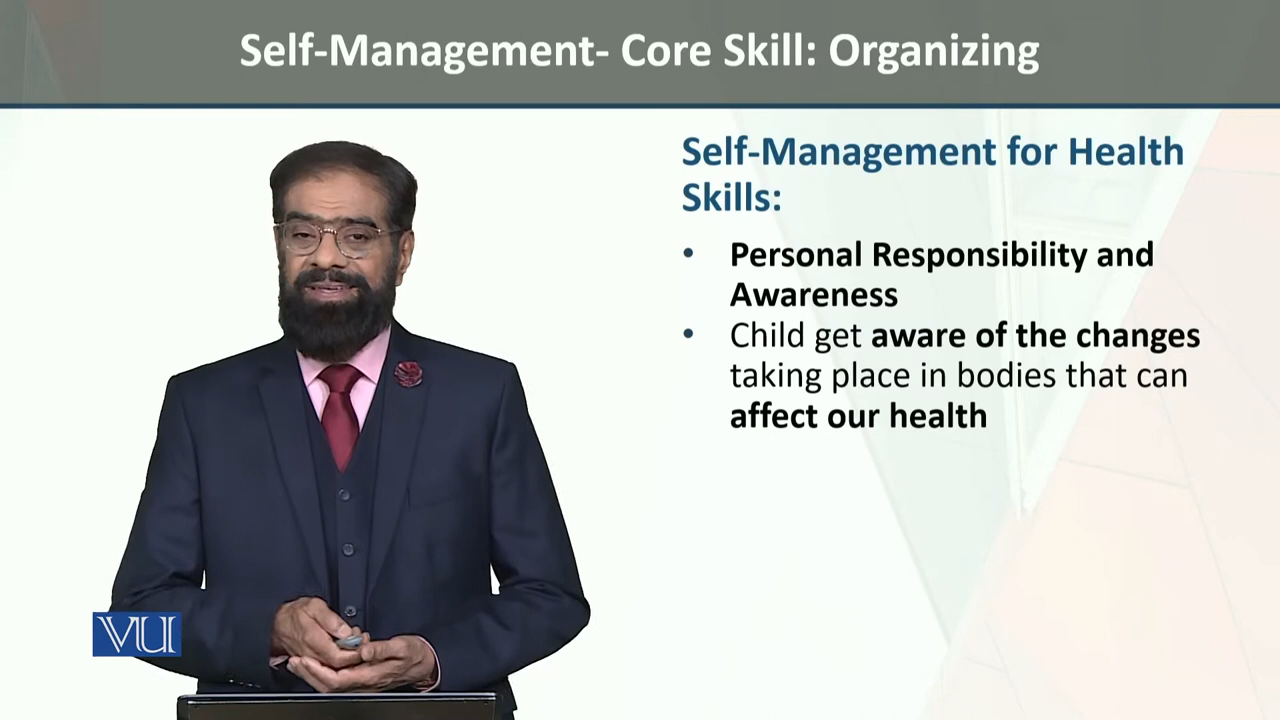 Self-Management- Core Skill: Organizing
Self-Management for Health
Skills:
• Personal Responsibility and
Awareness
• Child get aware of the changes
taking place in bodies that can
affect our health
VU